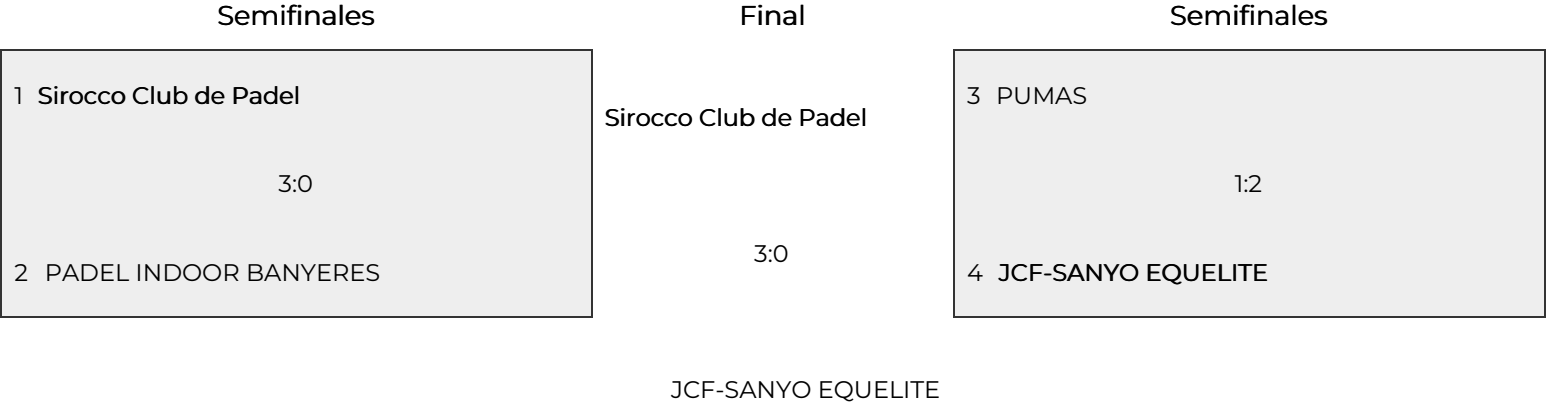 Semifinales
1 Sirocco Club de Padel
3:0
2 PADEL INDOOR BANYERES
Final
Sirocco Club de Padel
3:0
JCF-SANYO EQUELITE
Semifinales
3 PUMAS
1:2
4 JCF-SANYO EQUELITE